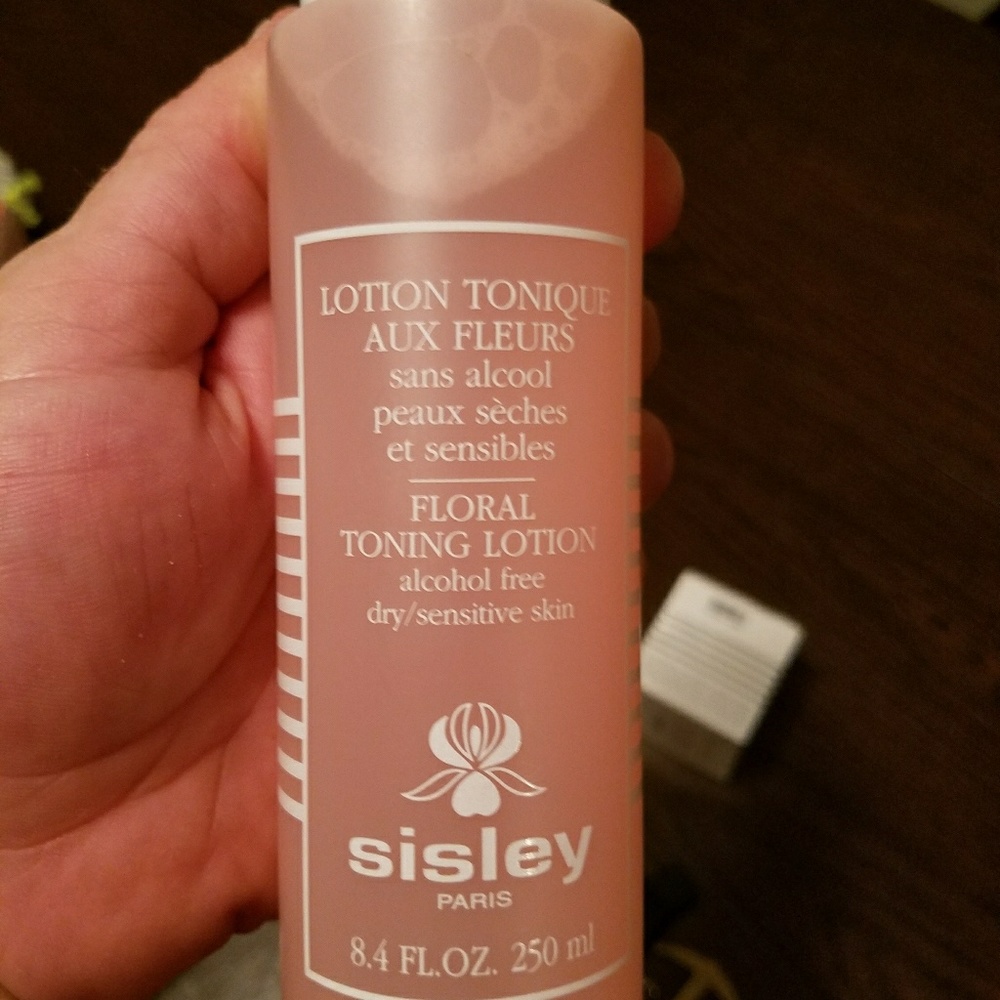 LOTION TONIQUE
AUX FLEURS
sans alcool
peaux sèches
et sensibles
FLORAL
TONING LOTION
alcohol free
dry/sensitive skin
sisley
PARIS
8.4 FL.OZ. 250 ml